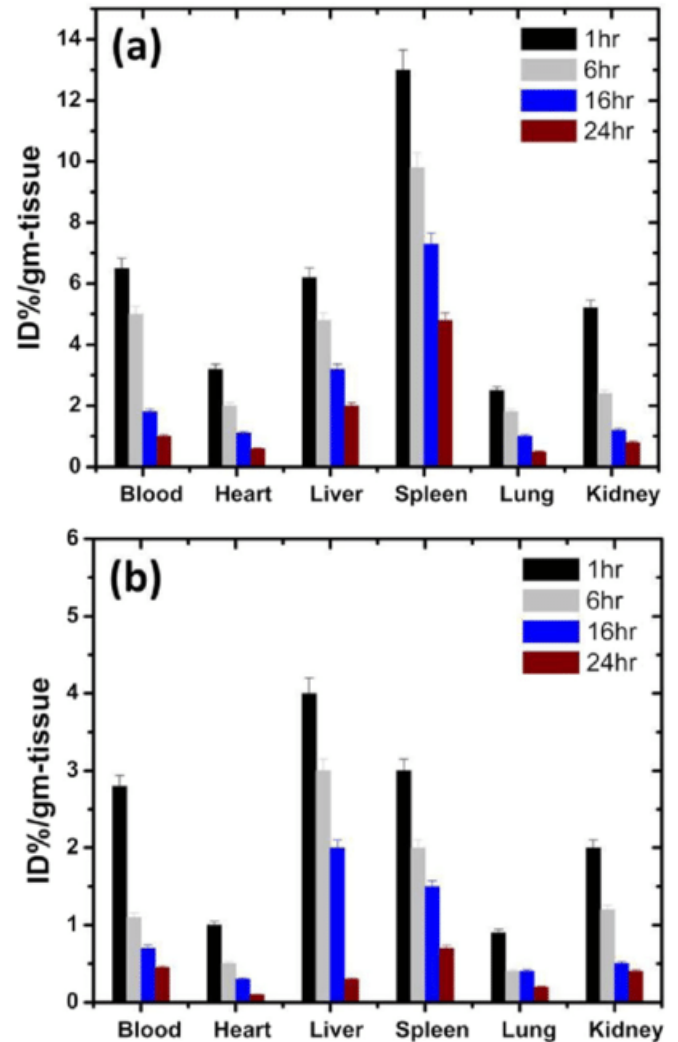 (a)
1hr
6hr
16hr
24hr
ID%/gm-tissue
14
12
10
8
6
4
2
0
Blood Heart Liver Spleen Lung Kidney
(b)
1hr
6hr
16hr
24hr
ID%/gm-tissue
6
5
4
3
2
1
0
Blood Heart Liver Spleen Lung Kidney